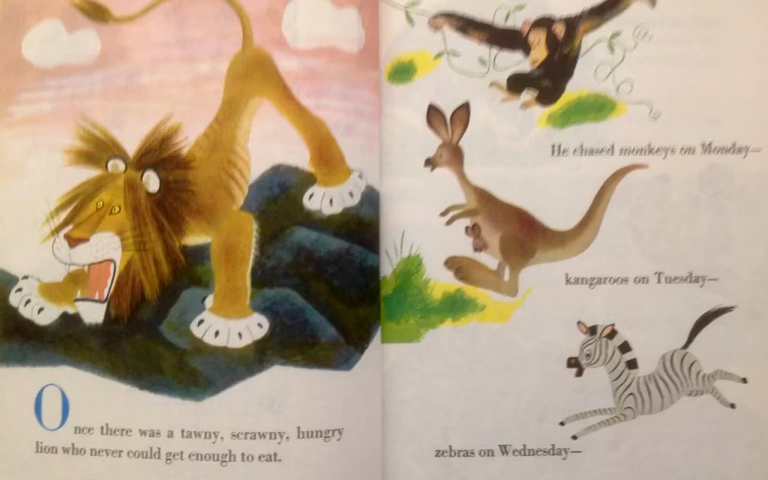 Once there was a tawny, scrawny, hungry
lion who never could get enough to eat.
He chased monkeys on Monday—
kangaroos on Tuesday—
zebras on Wednesday—